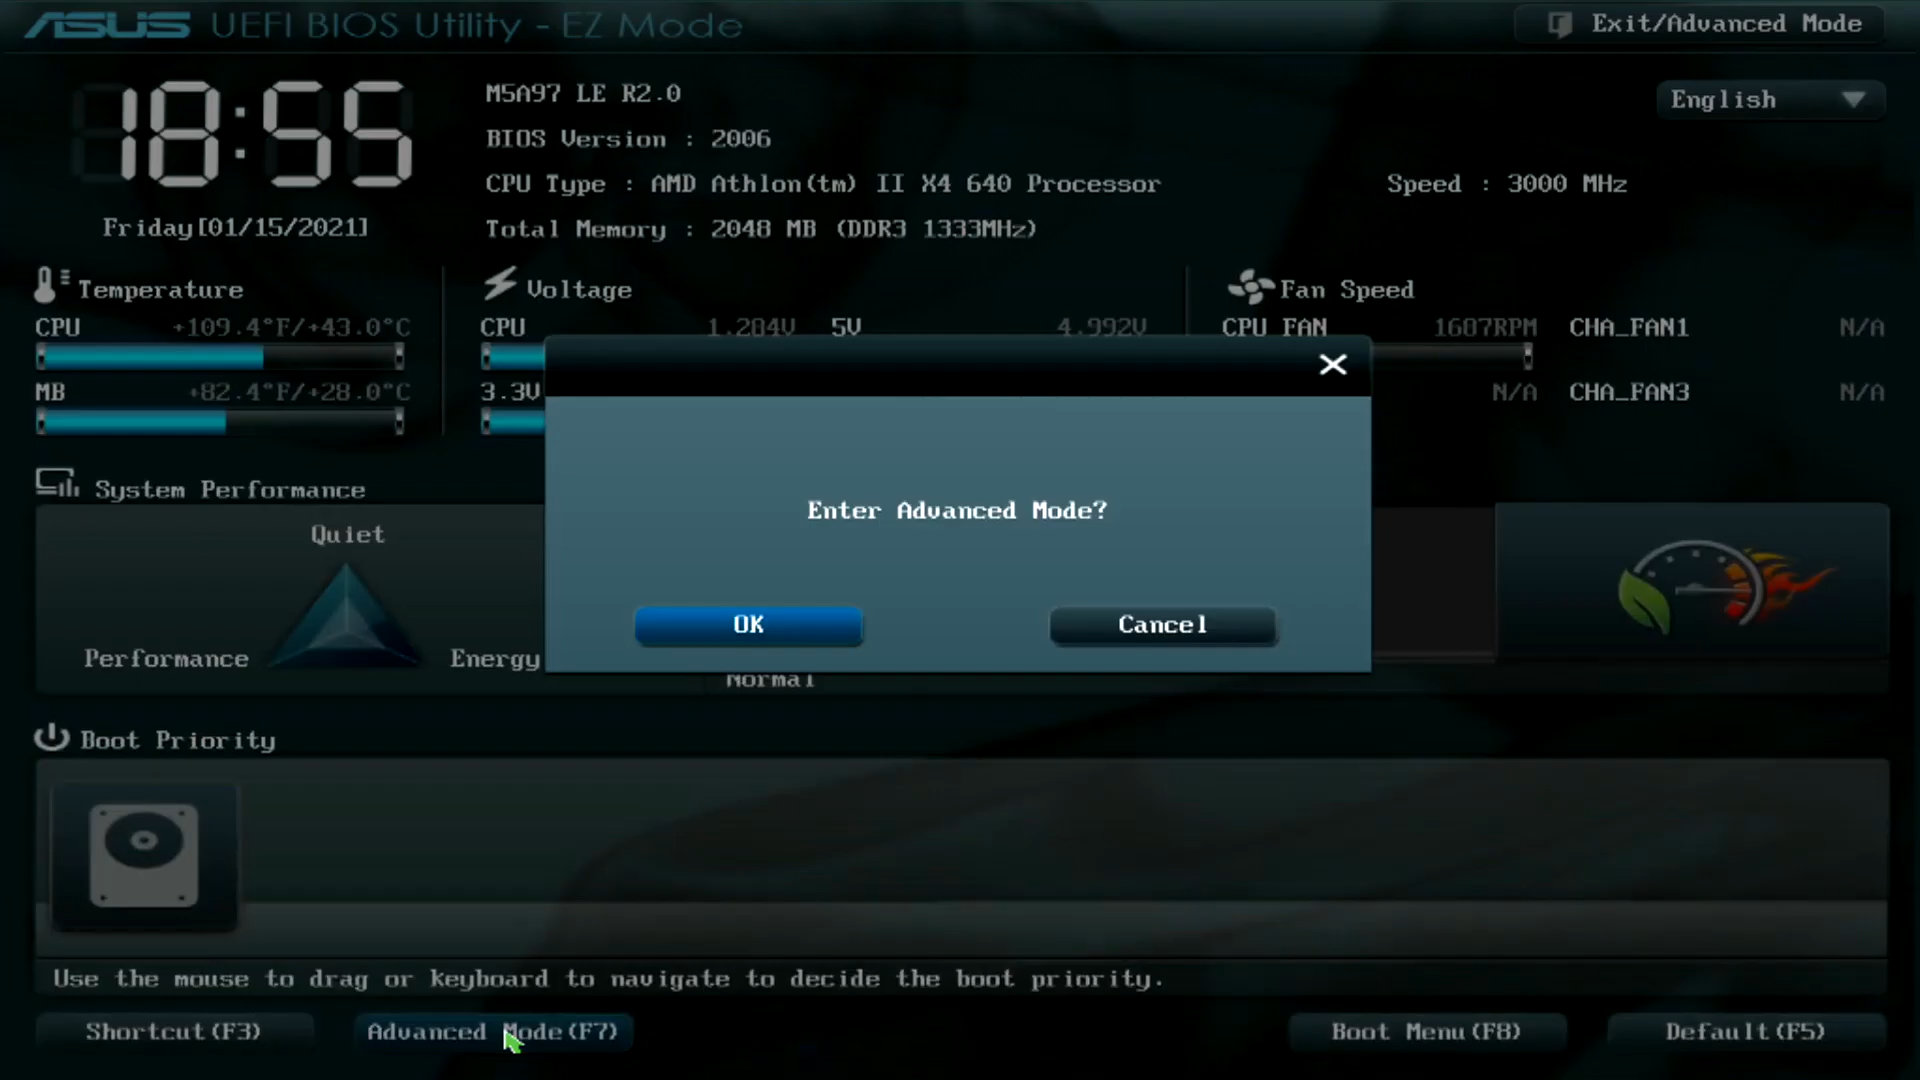 ASUS UEFI BIOS Utility - EZ Mode
Exit/Advanced Mode
18:55
Friday[01/15/2021]
M5A97 LE R2.0
BIOS Version : 2006
CPU Type : AMD Athlon(tm) II X4 640 Processor
Speed : 3000 MHz
Total Memory : 2048 MB (DDR3 1333MHz)
English
Temperature
CPU +109.4°F/+43.0°C
MB +82.4°F/+28.0°C
Voltage
CPU 1.284V 5V 4.992V
3.3V
Fan Speed
CPU FAN 1607RPM CHA_FAN1 N/A
N/A CHA_FAN3 N/A
Enter Advanced Mode?
OK
Cancel
System Performance
Quiet
Performance
Energy
Normal
Boot Priority
Use the mouse to drag or keyboard to navigate to decide the boot priority.
Shortcut(F3)
Advanced Mode(F7)
Boot Menu(F8)
Default(F5)